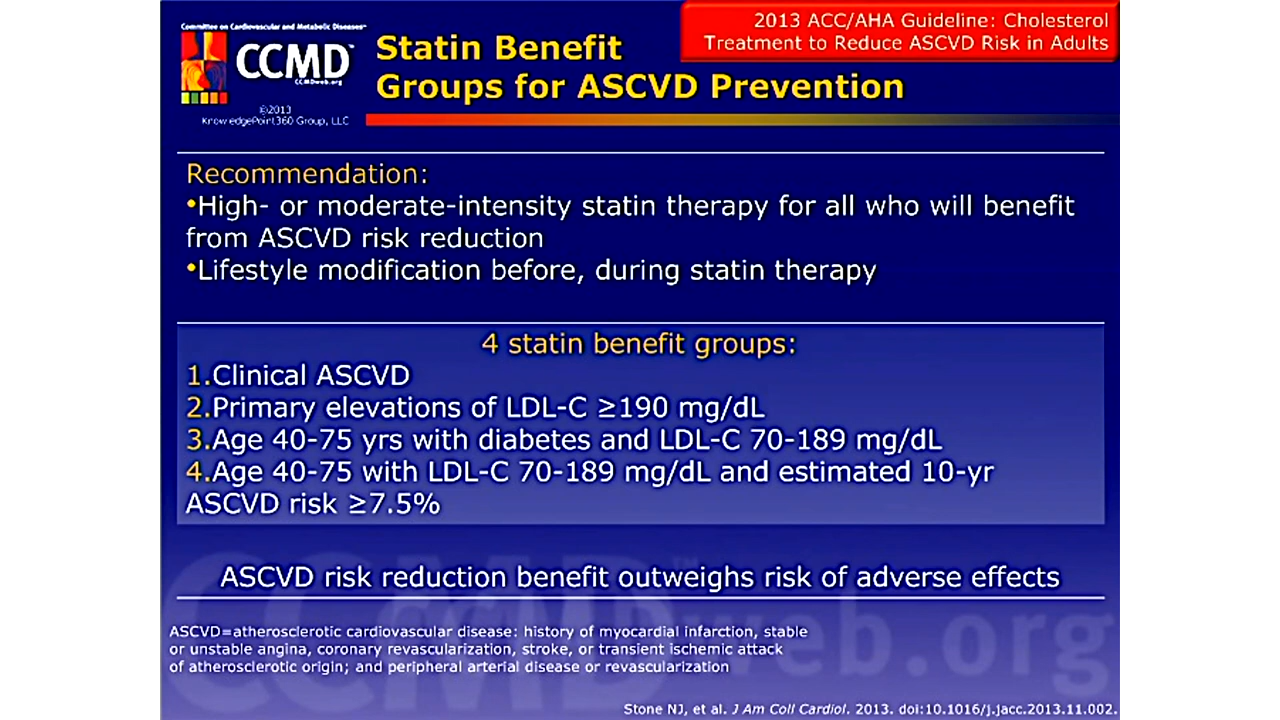 Committee on Cardiovascular and Metabolic Diseases™
CCMD™
CCMDweb.org
©2013
KnowledgePoint360 Group, LLC
2013 ACC/AHA Guideline: Cholesterol
Treatment to Reduce ASCVD Risk in Adults
Statin Benefit
Groups for ASCVD Prevention
Recommendation:
•High- or moderate-intensity statin therapy for all who will benefit
from ASCVD risk reduction
•Lifestyle modification before, during statin therapy
4 statin benefit groups:
1.Clinical ASCVD
2.Primary elevations of LDL-C ≥190 mg/dL
3.Age 40-75 yrs with diabetes and LDL-C 70-189 mg/dL
4.Age 40-75 with LDL-C 70-189 mg/dL and estimated 10-yr
ASCVD risk ≥7.5%
ASCVD risk reduction benefit outweighs risk of adverse effects
CCMDweb.org
ASCVD=atherosclerotic cardiovascular disease: history of myocardial infarction, stable
or unstable angina, coronary revascularization, stroke, or transient ischemic attack
of atherosclerotic origin; and peripheral arterial disease or revascularization
Stone NJ, et al. J Am Coll Cardiol. 2013. doi:10.1016/j.jacc.2013.11.002.